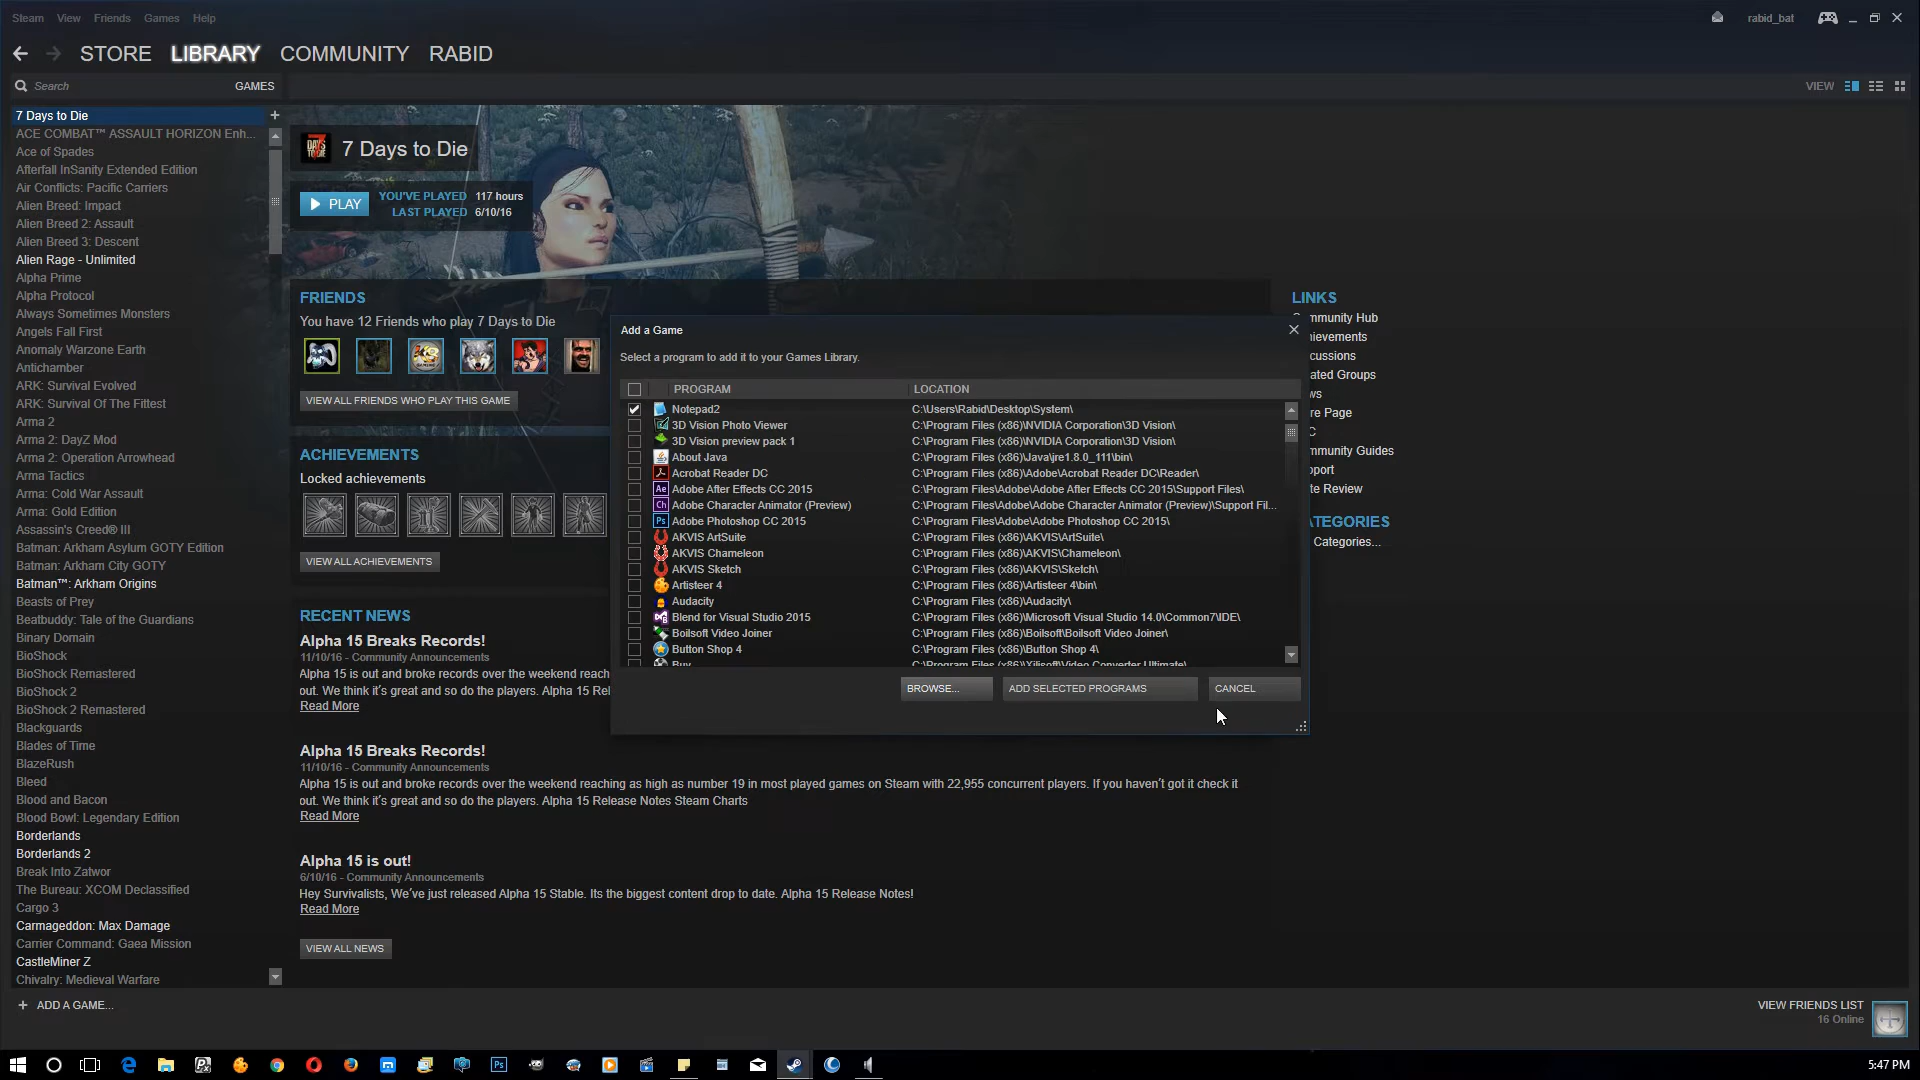 Steam View Friends Games Help
rabid_bat
STORE LIBRARY COMMUNITY RABID
Search GAMES
VIEW
7 Days to Die
ACE COMBAT™ ASSAULT HORIZON Enh...
Ace of Spades
Afterfall InSanity Extended Edition
Air Conflicts: Pacific Carriers
Alien Breed: Impact
Alien Breed 2: Assault
Alien Breed 3: Descent
Alien Rage - Unlimited
Alpha Prime
Alpha Protocol
Always Sometimes Monsters
Angels Fall First
Anomaly Warzone Earth
Antichamber
ARK: Survival Evolved
ARK: Survival Of The Fittest
Arma 2
Arma 2: DayZ Mod
Arma 2: Operation Arrowhead
Arma Tactics
Arma: Cold War Assault
Arma: Gold Edition
Assassin's Creed® III
Batman: Arkham Asylum GOTY Edition
Batman: Arkham City GOTY
Batman™: Arkham Origins
Beasts of Prey
Beatbuddy: Tale of the Guardians
Binary Domain
BioShock
BioShock Remastered
BioShock 2
BioShock 2 Remastered
Blackguards
Blades of Time
BlazeRush
Bleed
Blood and Bacon
Blood Bowl: Legendary Edition
Borderlands
Borderlands 2
Break Into Zatwor
The Bureau: XCOM Declassified
Cargo 3
Carmageddon: Max Damage
Carrier Command: Gaea Mission
CastleMiner Z
Chivalry: Medieval Warfare
+ ADD A GAME...
7 Days to Die
PLAY
YOU'VE PLAYED 117 hours
LAST PLAYED 6/10/16
FRIENDS
You have 12 Friends who play 7 Days to Die
VIEW ALL FRIENDS WHO PLAY THIS GAME
ACHIEVEMENTS
Locked achievements
VIEW ALL ACHIEVEMENTS
RECENT NEWS
Alpha 15 Breaks Records!
11/10/16 - Community Announcements
Alpha 15 is out and broke records over the weekend reach
out. We think it's great and so do the players. Alpha 15 Rel
Read More
Alpha 15 Breaks Records!
11/10/16 - Community Announcements
Alpha 15 is out and broke records over the weekend reaching as high as number 19 in most played games on Steam with 22,955 concurrent players. If you haven't got it check it
out. We think it's great and so do the players. Alpha 15 Release Notes Steam Charts
Read More
Alpha 15 is out!
6/10/16 - Community Announcements
Hey Survivalists, We've just released Alpha 15 Stable. Its the biggest content drop to date. Alpha 15 Release Notes!
Read More
VIEW ALL NEWS
Add a Game
Select a program to add it to your Games Library.
PROGRAM LOCATION
Notepad2 C:\Users\Rabid\Desktop\System\
3D Vision Photo Viewer C:\Program Files (x86)\NVIDIA Corporation\3D Vision\
3D Vision preview pack 1 C:\Program Files (x86)\NVIDIA Corporation\3D Vision\
About Java C:\Program Files (x86)\Java\jre1.8.0_111\bin\
Acrobat Reader DC C:\Program Files (x86)\Adobe\Acrobat Reader DC\Reader\
Adobe After Effects CC 2015 C:\Program Files\Adobe\Adobe After Effects CC 2015\Support Files\
Adobe Character Animator (Preview) C:\Program Files\Adobe\Adobe Character Animator (Preview)\Support Fil...
Adobe Photoshop CC 2015 C:\Program Files\Adobe\Adobe Photoshop CC 2015\
AKVIS ArtSuite C:\Program Files (x86)\AKVIS\ArtSuite\
AKVIS Chameleon C:\Program Files (x86)\AKVIS\Chameleon\
AKVIS Sketch C:\Program Files (x86)\AKVIS\Sketch\
Artisteer 4 C:\Program Files (x86)\Artisteer 4\bin\
Audacity C:\Program Files (x86)\Audacity\
Blend for Visual Studio 2015 C:\Program Files (x86)\Microsoft Visual Studio 14.0\Common7\IDE\
Boilsoft Video Joiner C:\Program Files (x86)\Boilsoft\Boilsoft Video Joiner\
Button Shop 4 C:\Program Files (x86)\Button Shop 4\
Buy C:\Program Files (x86)\Xilisoft\Video Converter Ultimate\
BROWSE... ADD SELECTED PROGRAMS CANCEL
LINKS
mmunity Hub
hievements
cussions
ated Groups
ws
re Page
C
mmunity Guides
pport
te Review
TEGORIES
Categories...
VIEW FRIENDS LIST
16 Online
5:47 PM